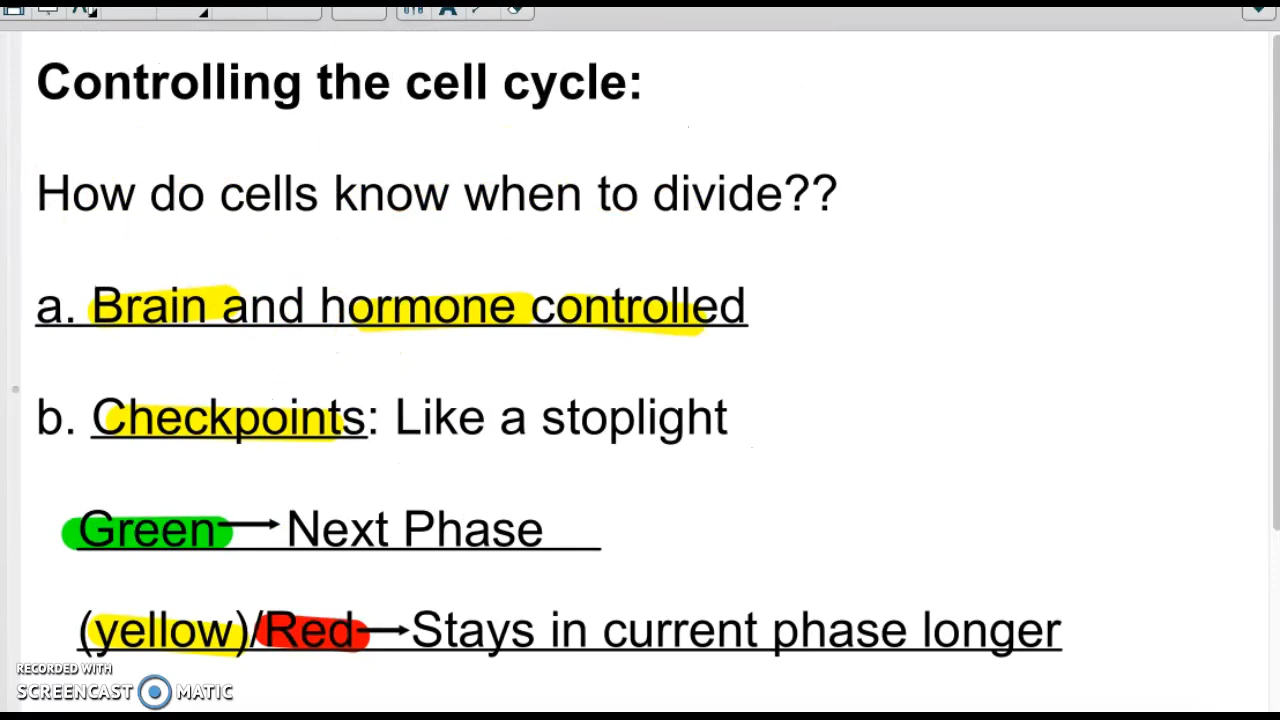 Controlling the cell cycle:
How do cells know when to divide??
a. Brain and hormone controlled
b. Checkpoints: Like a stoplight
Green → Next Phase
(yellow)/Red → Stays in current phase longer
RECORDED WITH
SCREENCAST MATIC